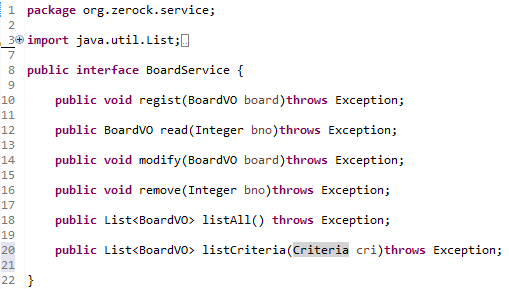 1 package org.zerock.service;
2
3 import java.util.List;
7
8 public interface BoardService {
9
10 public void regist(BoardVO board)throws Exception;
11
12 public BoardVO read(Integer bno)throws Exception;
13
14 public void modify(BoardVO board)throws Exception;
15
16 public void remove(Integer bno)throws Exception;
17
18 public List<BoardVO> listAll() throws Exception;
19
20 public List<BoardVO> listCriteria(Criteria cri)throws Exception;
21
22 }